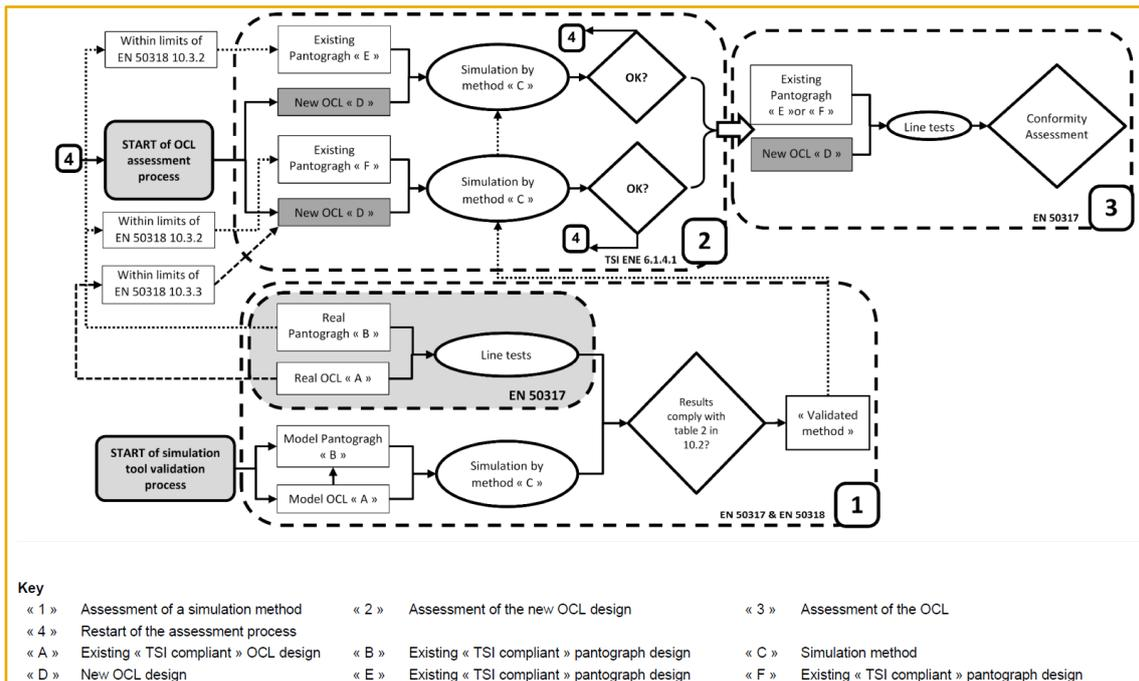 Within limits of
EN 50318 10.3.2
Existing
Pantogragh « E »
New OCL « D »
Simulation by
method « C »
4
OK?
4
START of OCL
assessment
process
Existing
Pantogragh « F »
New OCL « D »
Simulation by
method « C »
OK?
4
TSI ENE 6.1.4.1
2
Within limits of
EN 50318 10.3.2
Within limits of
EN 50318 10.3.3
Existing
Pantogragh
« E »or « F »
New OCL « D »
Line tests
Conformity
Assessment
EN 50317
3
Real
Pantogragh « B »
Real OCL « A »
Line tests
EN 50317
START of simulation
tool validation
process
Model Pantogragh
« B »
Model OCL « A »
Simulation by
method « C »
Results
comply with
table 2 in
10.2?
« Validated
method »
EN 50317 & EN 50318
1
Key
« 1 » Assessment of a simulation method « 2 » Assessment of the new OCL design « 3 » Assessment of the OCL
« 4 » Restart of the assessment process
« A » Existing « TSI compliant » OCL design « B » Existing « TSI compliant » pantograph design « C » Simulation method
« D » New OCL design « E » Existing « TSI compliant » pantograph design « F » Existing « TSI compliant » pantograph design